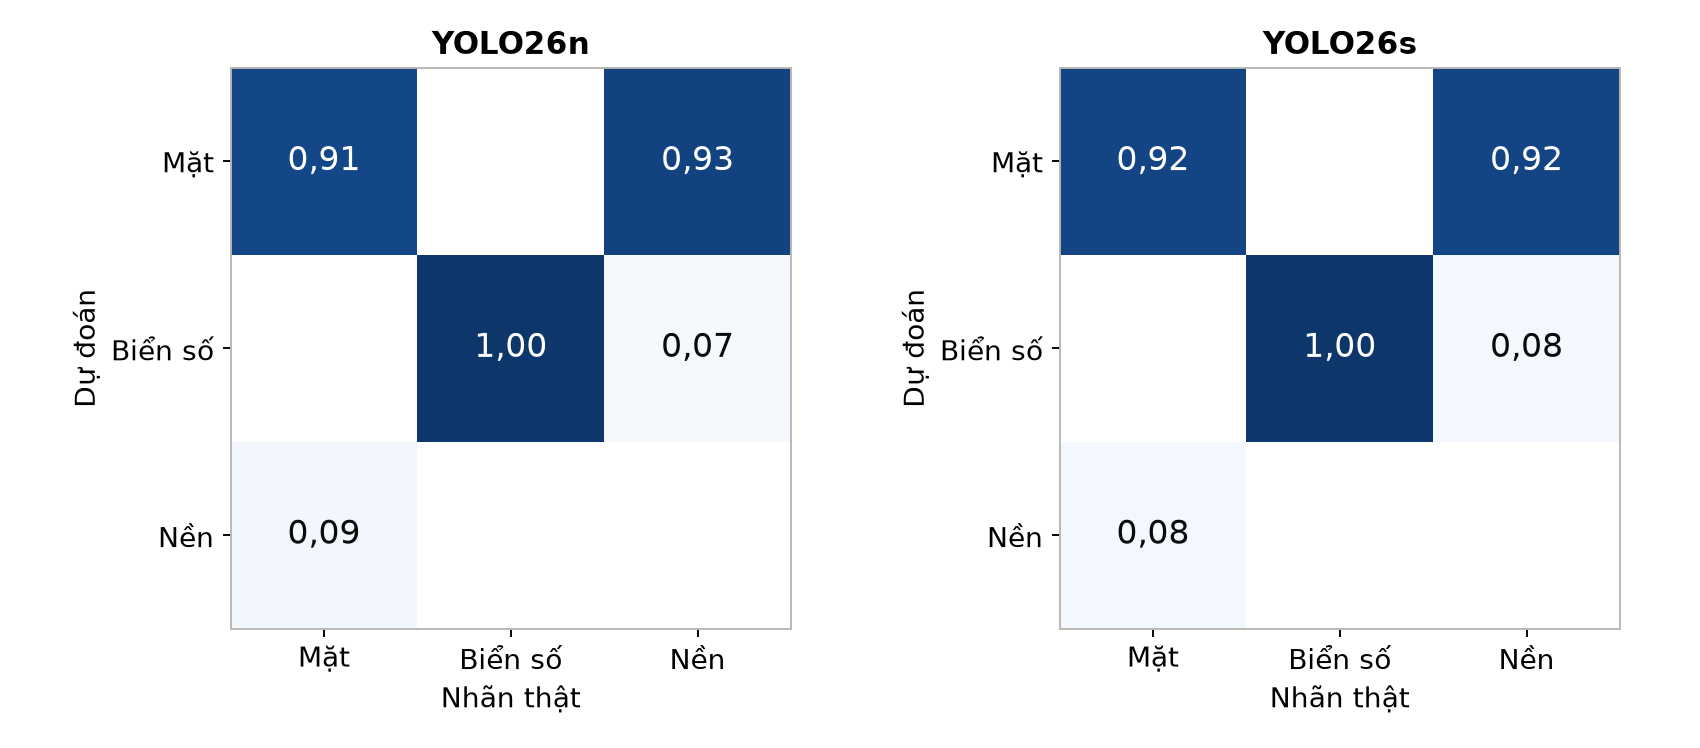 YOLO26n
Dự đoán
Mặt
0,91
0,93
Biển số
1,00
0,07
Nền
0,09
Mặt
Biển số
Nền
Nhãn thật
YOLO26s
Dự đoán
Mặt
0,92
0,92
Biển số
1,00
0,08
Nền
0,08
Mặt
Biển số
Nền
Nhãn thật